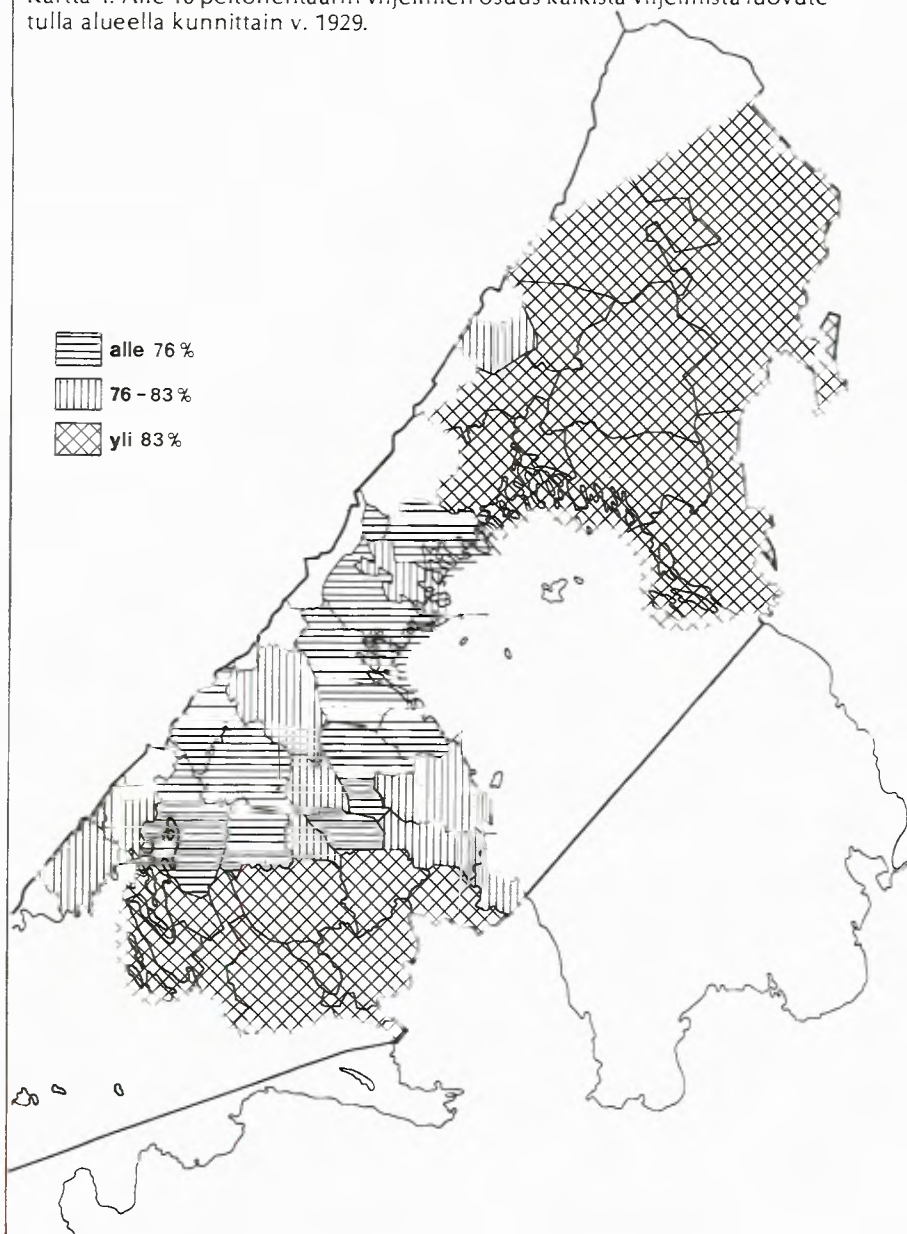 Kartta 1. Alle 10 peltohehtaarin viljelmien osuus kaikista viljelmistä luovute-
tulla alueella kunnittain v. 1929.
alle 76 %
76 - 83 %
yli 83 %